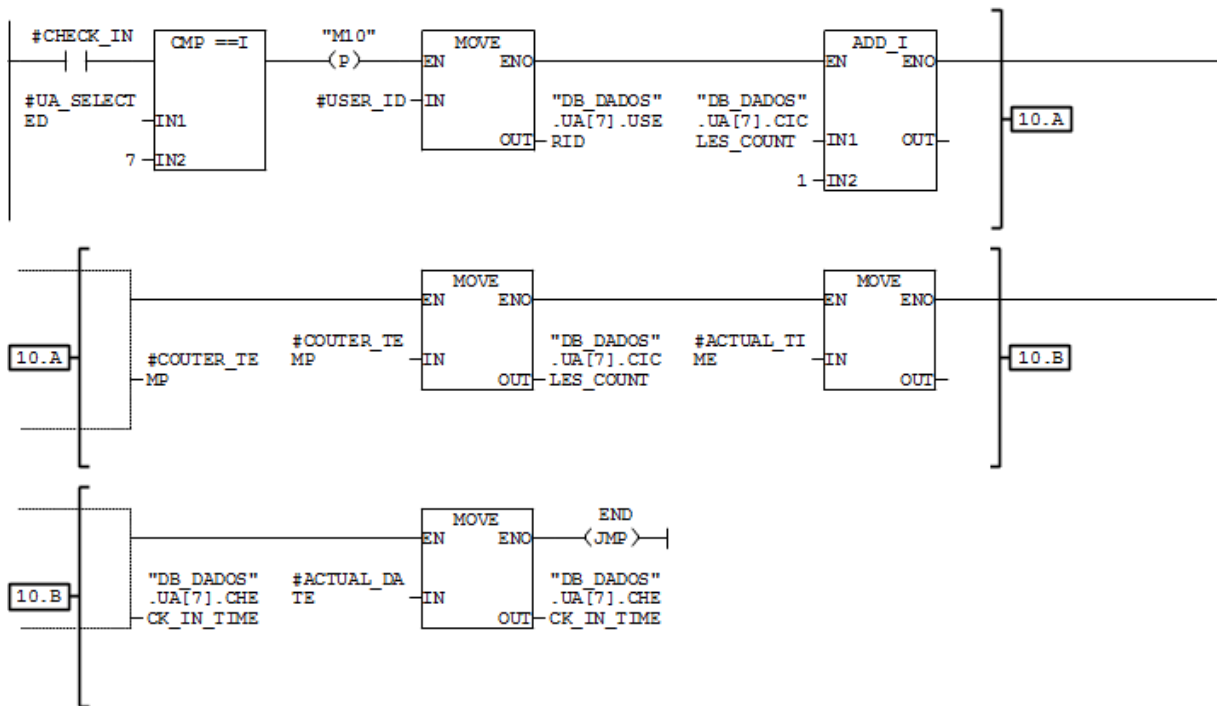 #CHECK_IN
CMP ==I
"M10"
(P)
MOVE
ADD_I
EN
ENO
EN
ENO
#UA_SELECT
ED
IN1
7
IN2
#USER_ID
IN
OUT
"DB_DADOS"
.UA[7].USE
RID
"DB_DADOS"
.UA[7].CIC
LES_COUNT
IN1
OUT
1
IN2
10.A
10.A
#COUTER_TE
MP
MOVE
EN
ENO
#COUTER_TE
MP
IN
OUT
"DB_DADOS"
.UA[7].CIC
LES_COUNT
MOVE
EN
ENO
#ACTUAL_TI
ME
IN
OUT
10.B
10.B
"DB_DADOS"
.UA[7].CHE
CK_IN_TIME
MOVE
EN
ENO
#ACTUAL_DA
TE
IN
OUT
END
(JMP)
"DB_DADOS"
.UA[7].CHE
CK_IN_TIME